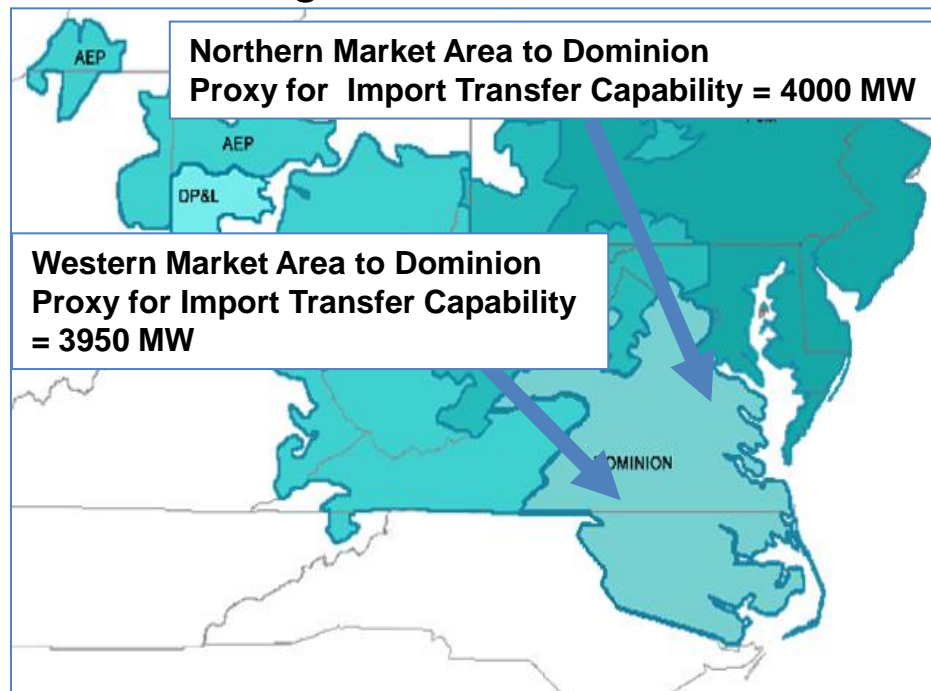 AEP
Northern Market Area to Dominion
Proxy for Import Transfer Capability = 4000 MW
AEP
DP&L
Western Market Area to Dominion
Proxy for Import Transfer Capability
= 3950 MW
DOMINION